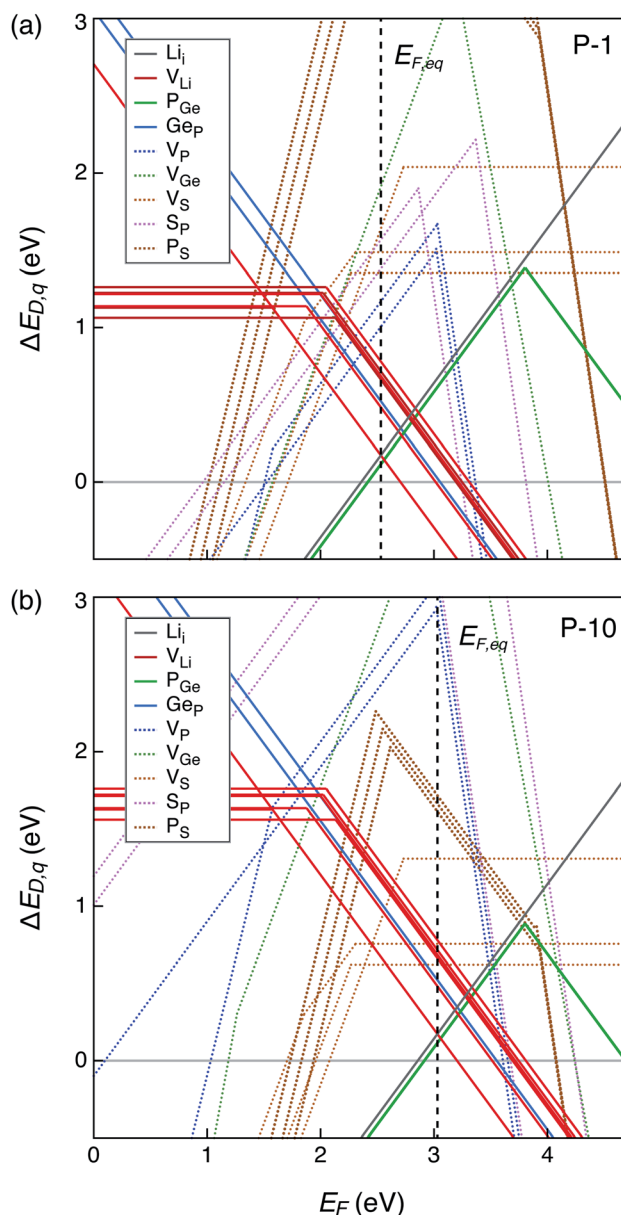 (a)
3
2
1
0
ΔE_D,q (eV)
Li_i
V_Li
P_Ge
Ge_P
V_P
V_Ge
V_S
S_P
P_S
E_F,eq
P-1
(b)
3
2
1
0
ΔE_D,q (eV)
Li_i
V_Li
P_Ge
Ge_P
V_P
V_Ge
V_S
S_P
P_S
E_F,eq
P-10
0 1 2 3 4
E_F (eV)